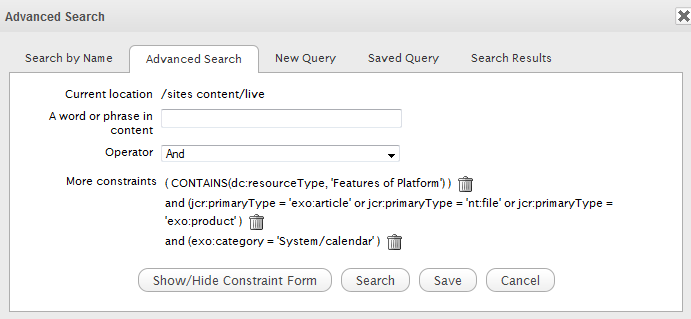 Advanced Search
Search by Name Advanced Search New Query Saved Query Search Results
Current location /sites content/live
A word or phrase in
content
Operator And
More constraints ( CONTAINS(dc:resourceType, 'Features of Platform') )
and (jcr:primaryType = 'exo:article' or jcr:primaryType = 'nt:file' or jcr:primaryType =
'exo:product' )
and (exo:category = 'System/calendar' )
Show/Hide Constraint Form Search Save Cancel